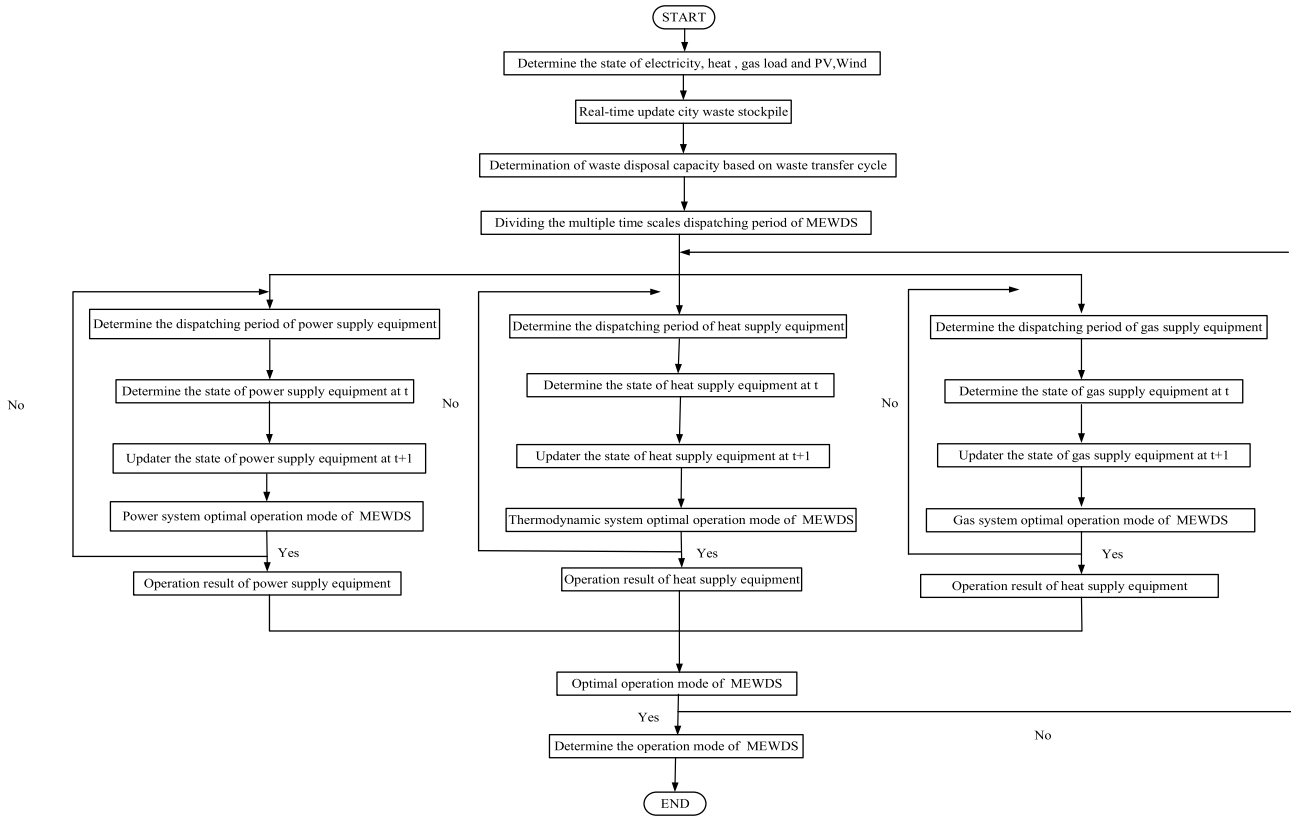 START
Determine the state of electricity, heat , gas load and PV,Wind
Real-time update city waste stockpile
Determination of waste disposal capacity based on waste transfer cycle
Dividing the multiple time scales dispatching period of MEWDS
Determine the dispatching period of power supply equipment
Determine the state of power supply equipment at t
No
Updater the state of power supply equipment at t+1
Power system optimal operation mode of MEWDS
Yes
Operation result of power supply equipment
Determine the dispatching period of heat supply equipment
Determine the state of heat supply equipment at t
No
Updater the state of heat supply equipment at t+1
Thermodynamic system optimal operation mode of MEWDS
Yes
Operation result of heat supply equipment
Determine the dispatching period of gas supply equipment
Determine the state of gas supply equipment at t
No
Updater the state of gas supply equipment at t+1
Gas system optimal operation mode of MEWDS
Yes
Operation result of heat supply equipment
Optimal operation mode of MEWDS
Yes
No
Determine the operation mode of MEWDS
END